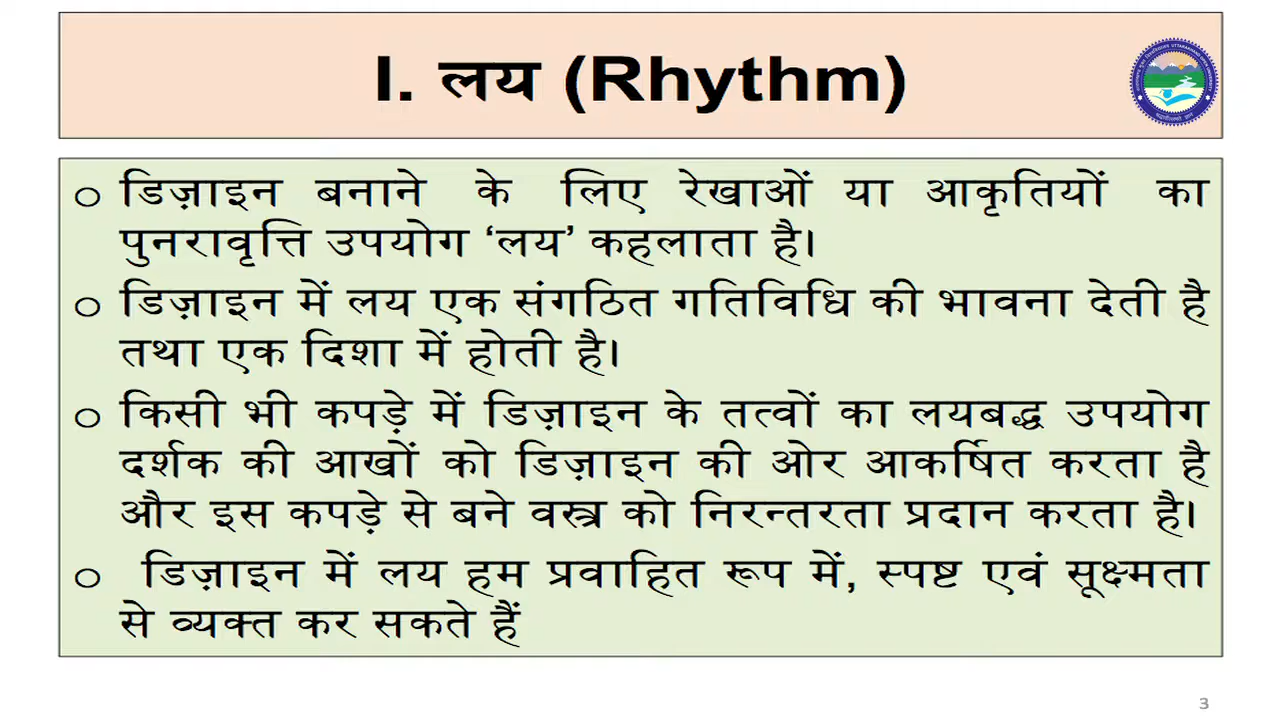 I. लय (Rhythm)
o डिज़ाइन बनाने के लिए रेखाओं या आकृतियों का
पुनरावृत्ति उपयोग ‘लय’ कहलाता है।
o डिज़ाइन में लय एक संगठित गतिविधि की भावना देती है
तथा एक दिशा में होती है।
o किसी भी कपड़े में डिज़ाइन के तत्वों का लयबद्ध उपयोग
दर्शक की आखों को डिज़ाइन की ओर आकर्षित करता है
और इस कपड़े से बने वस्त्र को निरन्तरता प्रदान करता है।
o डिज़ाइन में लय हम प्रवाहित रूप में, स्पष्ट एवं सूक्ष्मता
से व्यक्त कर सकते हैं
3